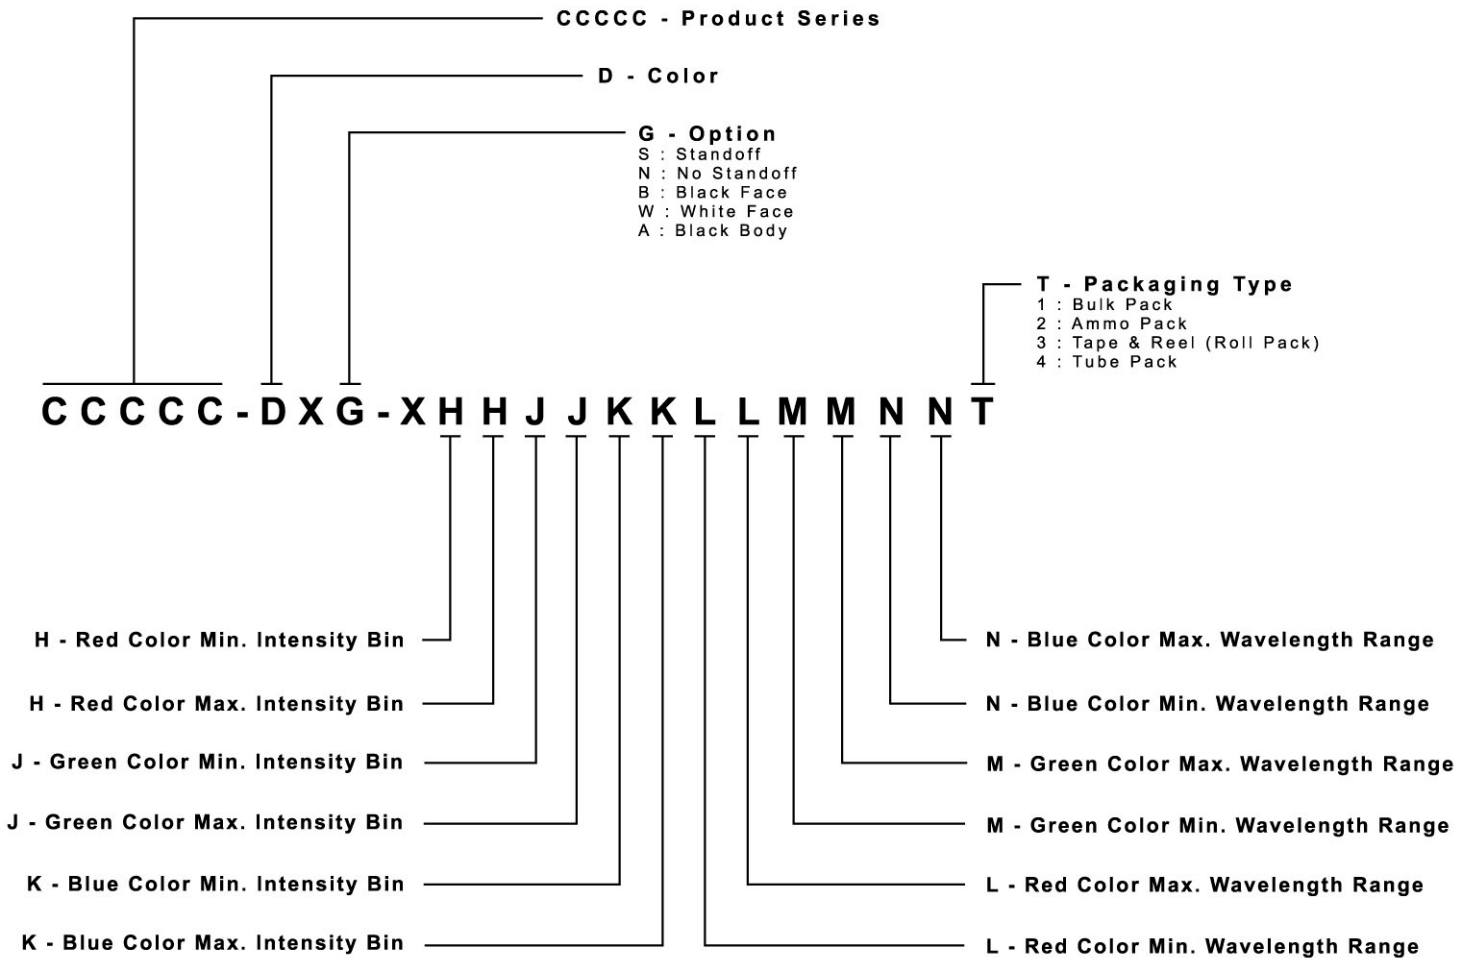 CCCCC - Product Series
D - Color
G - Option
S : Standoff
N : No Standoff
B : Black Face
W : White Face
A : Black Body
T - Packaging Type
1 : Bulk Pack
2 : Ammo Pack
3 : Tape & Reel (Roll Pack)
4 : Tube Pack
CCCCC-DXG-XHHJJKKLLMMNNT
H - Red Color Min. Intensity Bin
H - Red Color Max. Intensity Bin
J - Green Color Min. Intensity Bin
J - Green Color Max. Intensity Bin
K - Blue Color Min. Intensity Bin
K - Blue Color Max. Intensity Bin
N - Blue Color Max. Wavelength Range
N - Blue Color Min. Wavelength Range
M - Green Color Max. Wavelength Range
M - Green Color Min. Wavelength Range
L - Red Color Max. Wavelength Range
L - Red Color Min. Wavelength Range